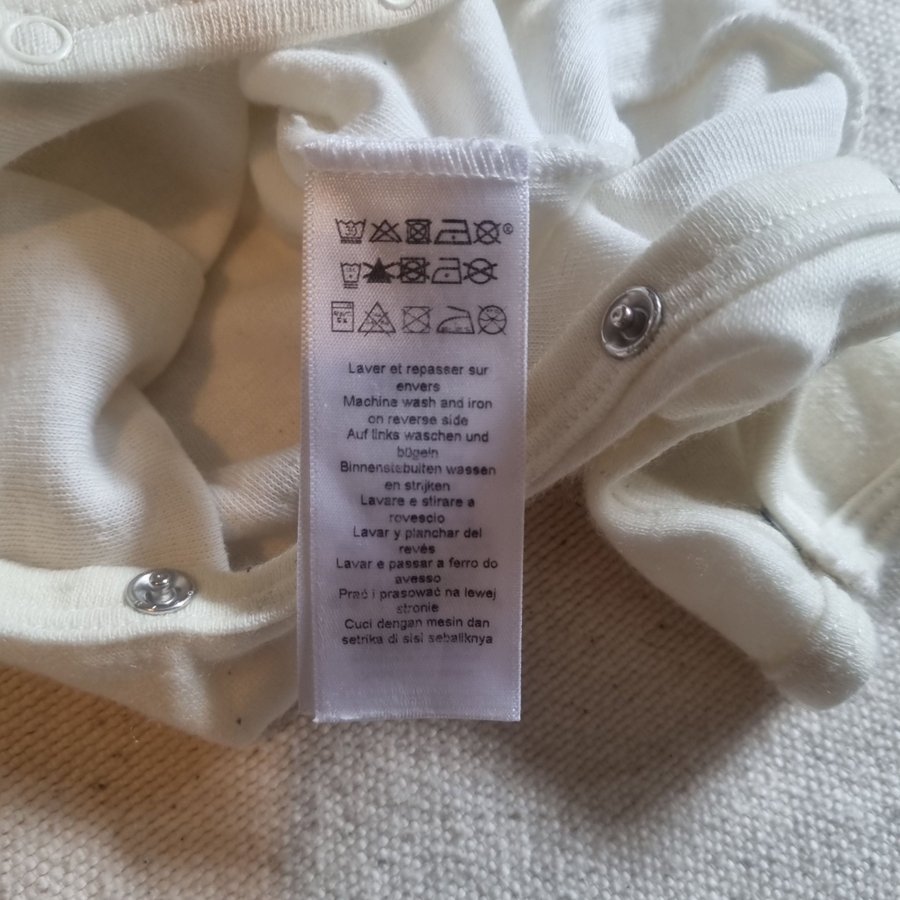 Laver et repasser sur
envers
Machine wash and iron
on reverse side
Auf links waschen und
bügeln
Binnenstebuiten wassen
en strijken
Lavare e stirare a
rovescio
Lavar y planchar del
revés
Lavar e passar a ferro do
avesso
Prać i prasować na lewej
stronie
Cuci dengan mesin dan
setrika di sisi sebaliknya